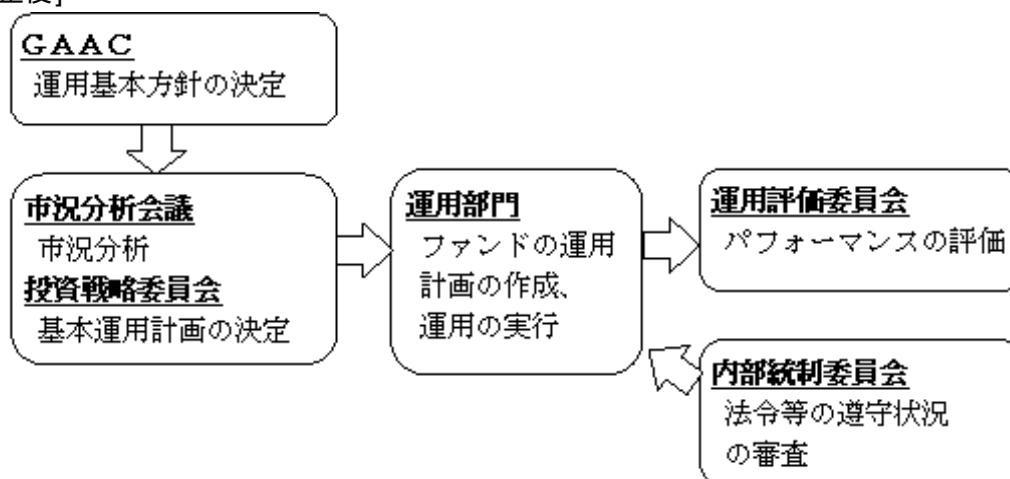 ＧＡＡＣ
運用基本方針の決定
市況分析会議
市況分析
投資戦略委員会
基本運用計画の決定
運用部門
ファンドの運用
計画の作成、
運用の実行
運用評価委員会
パフォーマンスの評価
内部統制委員会
法令等の遵守状況
の審査